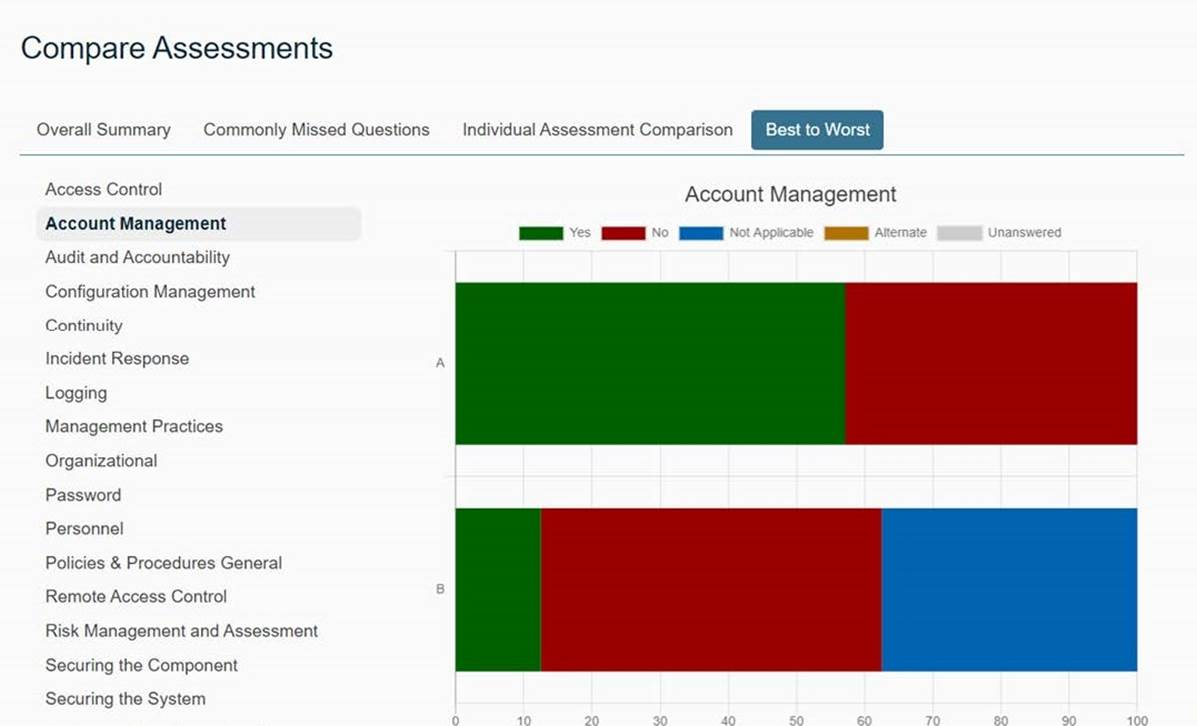 Compare Assessments
Overall Summary Commonly Missed Questions Individual Assessment Comparison Best to Worst
Access Control
Account Management
Audit and Accountability
Configuration Management
Continuity
Incident Response
Logging
Management Practices
Organizational
Password
Personnel
Policies & Procedures General
Remote Access Control
Risk Management and Assessment
Securing the Component
Securing the System
Account Management
Yes No Not Applicable Alternate Unanswered
A
B
0 10 20 30 40 50 60 70 80 90 100